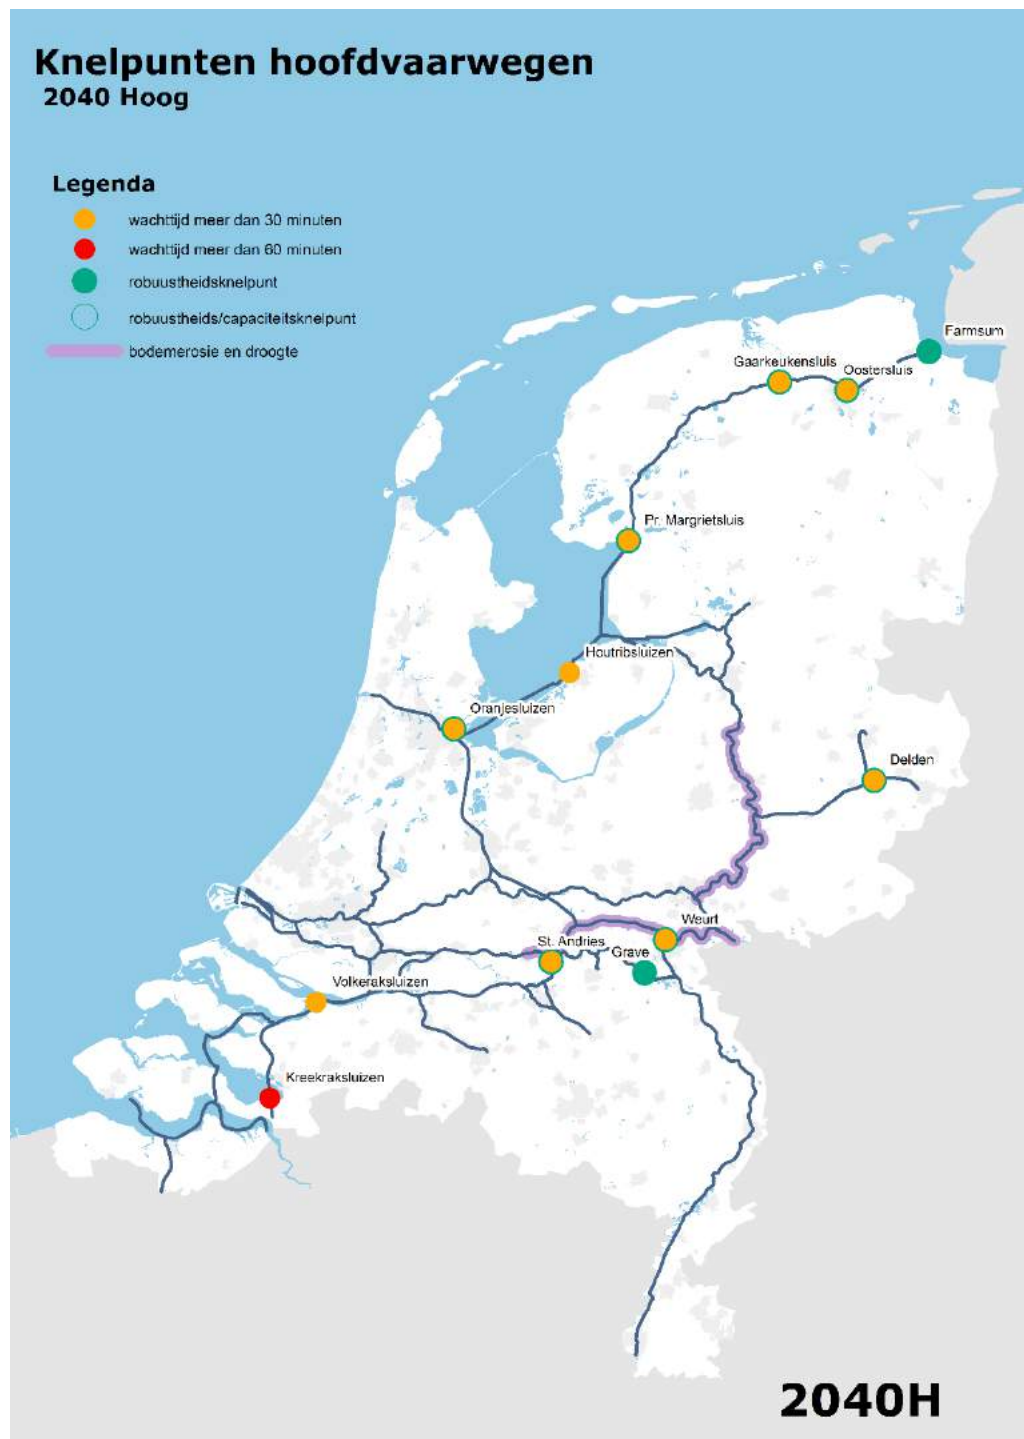 Knelpunten hoofdvaarwegen
2040 Hoog
Legenda
wachttijd meer dan 30 minuten
wachttijd meer dan 60 minuten
robuustheidsknelpunt
robuustheids/capaciteitsknelpunt
bodemerosie en droogte
Farmsum
Gaarkeukensluis
Oostersluis
Pr. Margrietsluis
Houtribsluizen
Oranjesluizen
Delden
Weurt
St. Andries
Grave
Volkeraksluizen
Kreekraksluizen
2040H